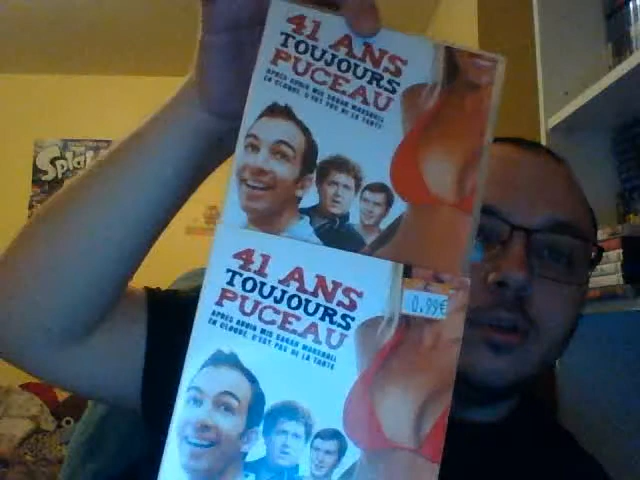 41 ANS
TOUJOURS
PUCEAU
APRÈS AVOIR MIS SARAH MARSHALL
EN CLOQUE, C'EST PAS DE LA TARTE
41 ANS
TOUJOURS
PUCEAU
APRÈS AVOIR MIS SARAH MARSHALL
EN CLOQUE, C'EST PAS DE LA TARTE
0.99€
Spla